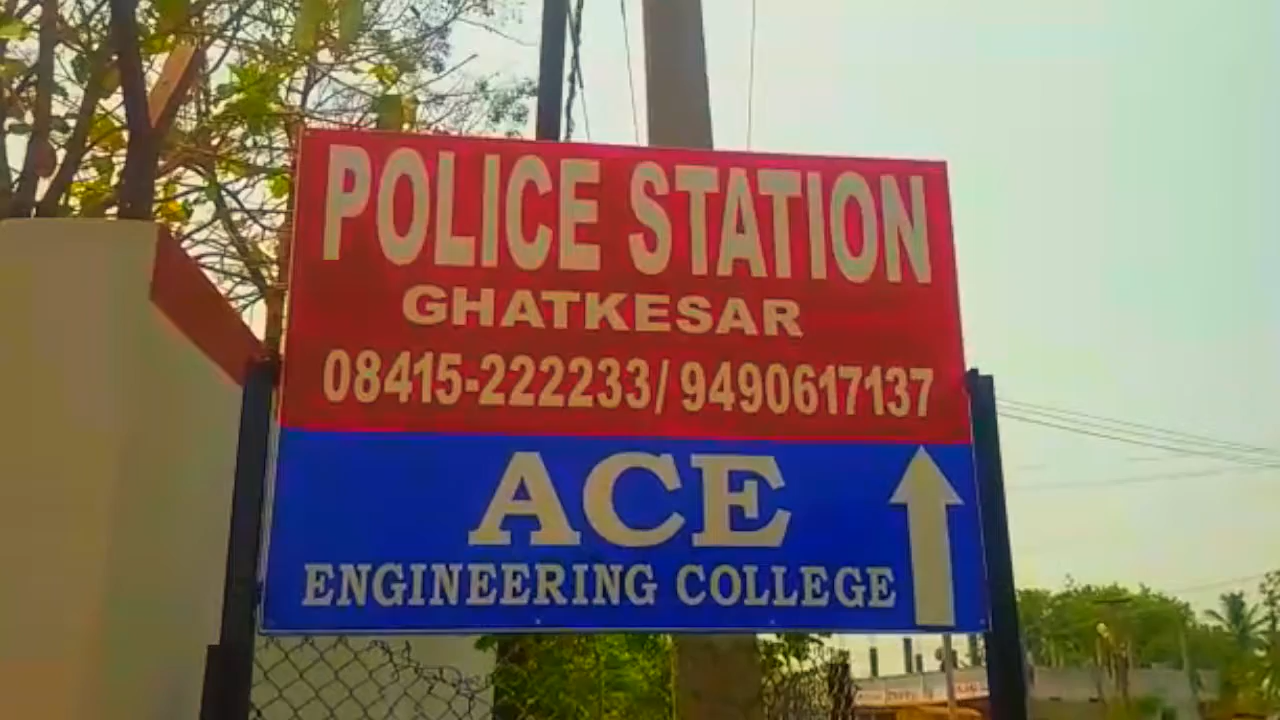 POLICE STATION
GHATKESAR
08415-222233/ 9490617137
ACE
ENGINEERING COLLEGE